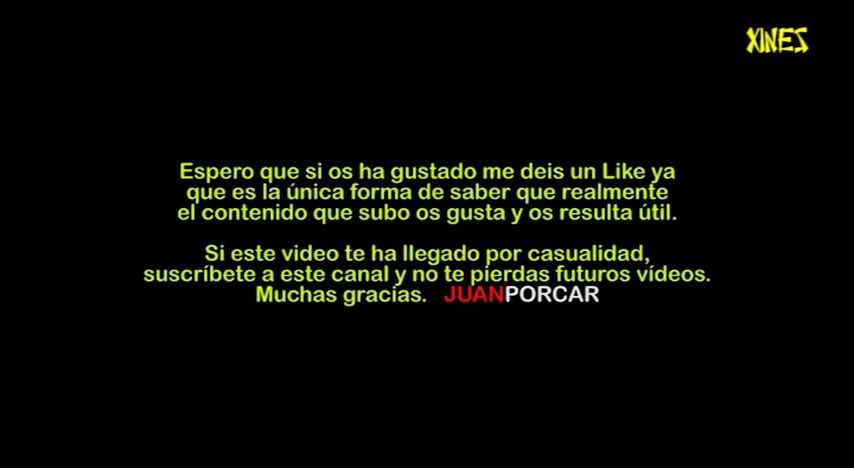 XINES
Espero que si os ha gustado me deis un Like ya
que es la única forma de saber que realmente
el contenido que subo os gusta y os resulta útil.
Si este video te ha llegado por casualidad,
suscríbete a este canal y no te pierdas futuros vídeos.
Muchas gracias. JUANPORCAR